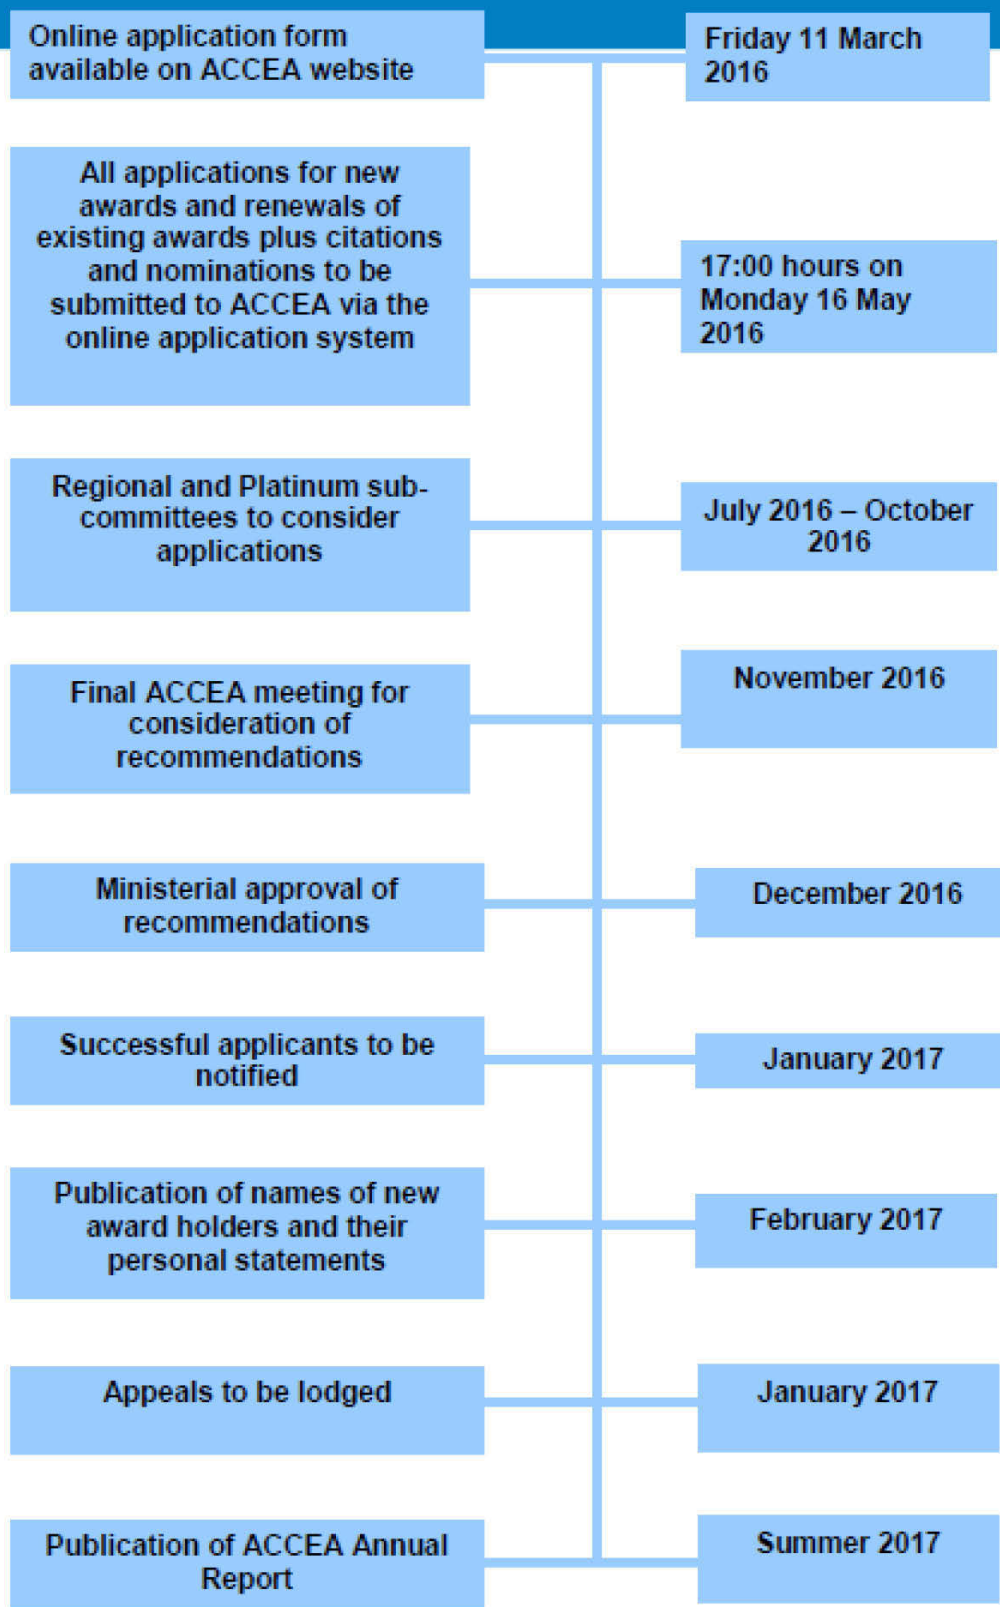 Online application form
available on ACCEA website
Friday 11 March
2016
All applications for new
awards and renewals of
existing awards plus citations
and nominations to be
submitted to ACCEA via the
online application system
17:00 hours on
Monday 16 May
2016
Regional and Platinum sub-
committees to consider
applications
July 2016 – October
2016
Final ACCEA meeting for
consideration of
recommendations
November 2016
Ministerial approval of
recommendations
December 2016
Successful applicants to be
notified
January 2017
Publication of names of new
award holders and their
personal statements
February 2017
Appeals to be lodged
January 2017
Publication of ACCEA Annual
Report
Summer 2017